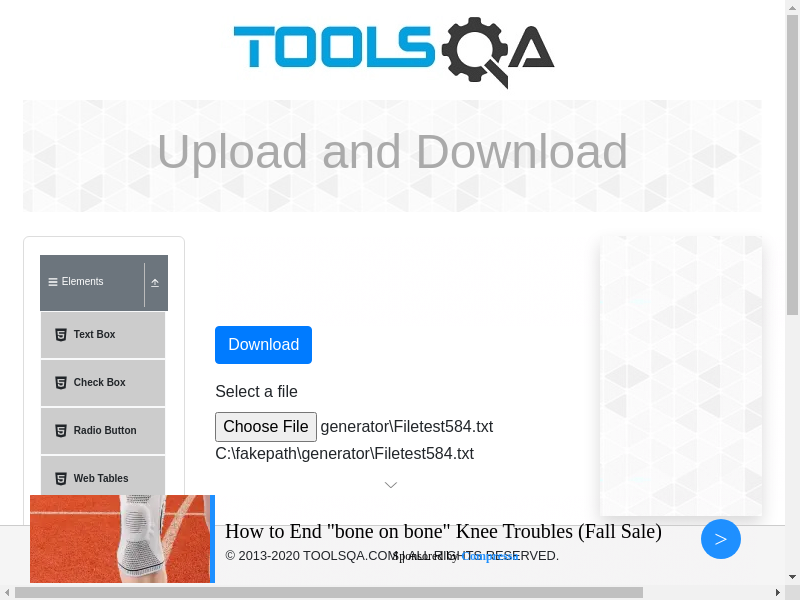 TOOLSQA
Upload and Download
Elements
Text Box
Check Box
Radio Button
Web Tables
Download
Select a file
Choose File generator\Filetest584.txt
C:\fakepath\generator\Filetest584.txt
How to End "bone on bone" Knee Troubles (Fall Sale)
© 2013-2020 TOOLSQA.COM | ALL RIGHTS RESERVED.
Sponsored by
>